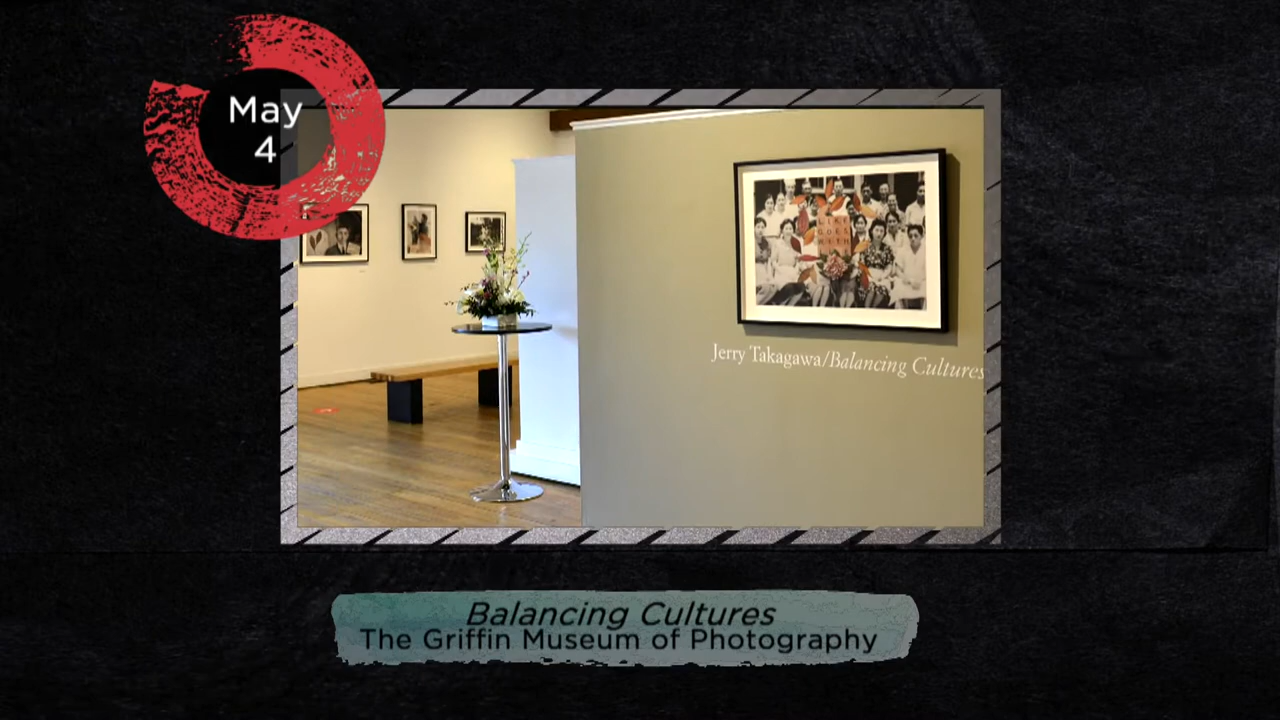 May
4
Jerry Takagawa/Balancing Cultures
Balancing Cultures
The Griffin Museum of Photography